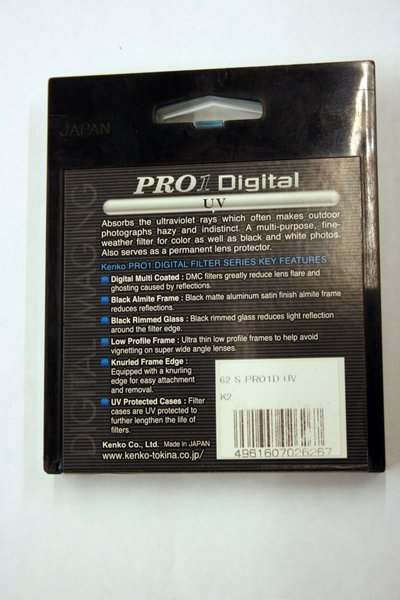 JAPAN
PRO1 Digital
UV
Absorbs the ultraviolet rays which often makes outdoor
photographs hazy and indistinct. A multi-purpose, fine-
weather filter for color as well as black and white photos.
Also serves as a permanent lens protector.
Kenko PRO1 DIGITAL FILTER SERIES KEY FEATURES
Digital Multi Coated : DMC filters greatly reduce lens flare and
ghosting caused by reflections.
Black Almite Frame : Black matte aluminum satin finish almite frame
reduces reflections.
Black Rimmed Glass : Black rimmed glass reduces light reflection
around the filter edge.
Low Profile Frame : Ultra thin low profile frames to help avoid
vignetting on super wide angle lenses.
Knurled Frame Edge :
Equipped with a knurling
edge for easy attachment
and removal.
UV Protected Cases : Filter
cases are UV protected to
further lengthen the life of
filters.
Kenko Co., Ltd. Made in JAPAN
www.kenko-tokina.co.jp/
62 S PRO1D UV
K2
4961607026267